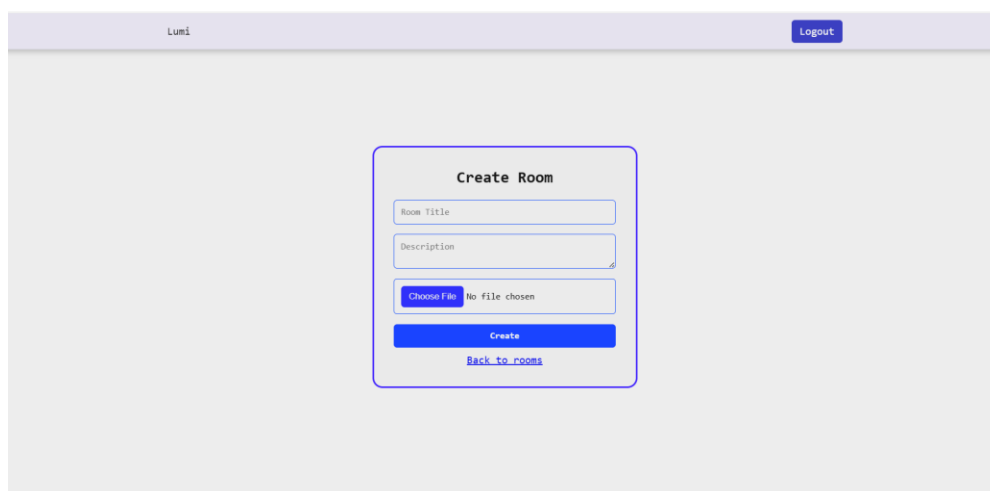 Lumi
Logout
Create Room
Room Title
Description
Choose File No file chosen
Create
Back to rooms